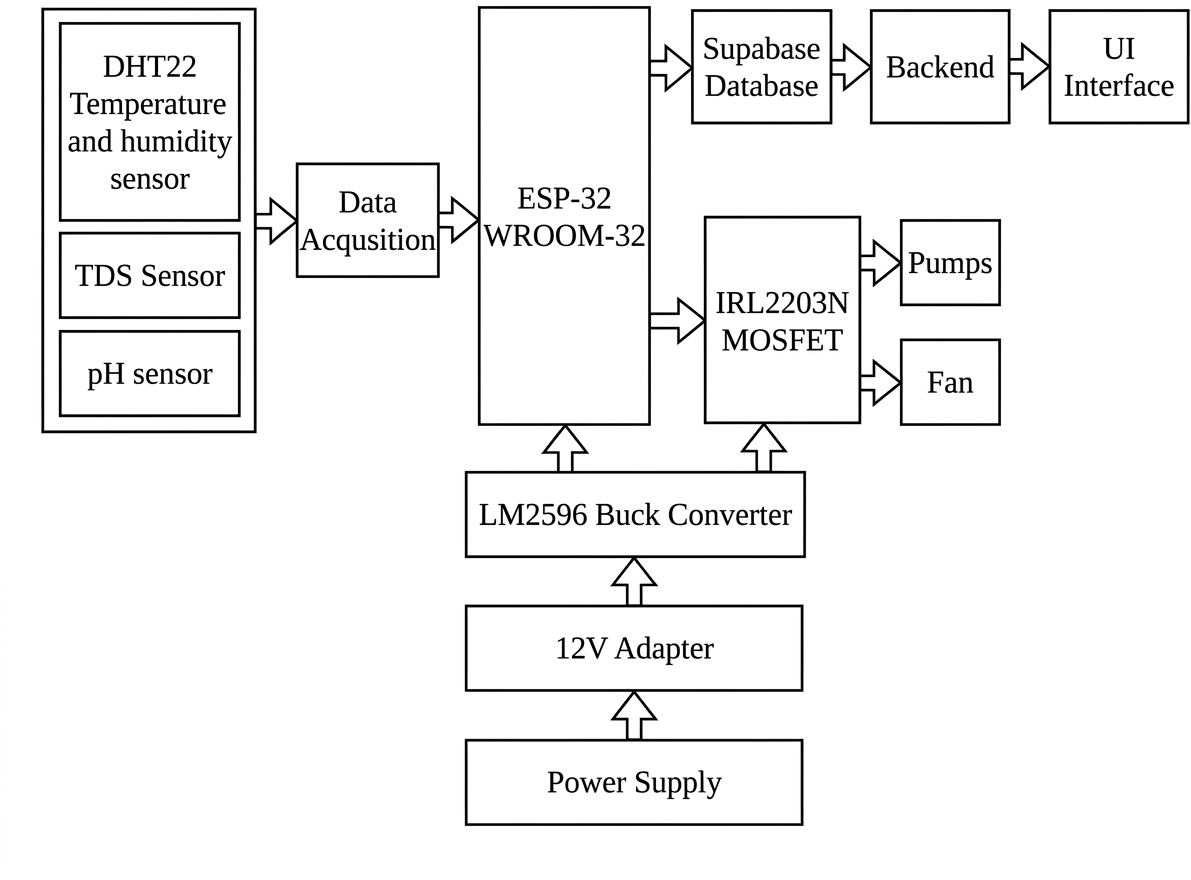 DHT22
Temperature
and humidity
sensor
TDS Sensor
pH sensor
Data
Acqusition
ESP-32
WROOM-32
Supabase
Database
Backend
UI
Interface
IRL2203N
MOSFET
Pumps
Fan
LM2596 Buck Converter
12V Adapter
Power Supply